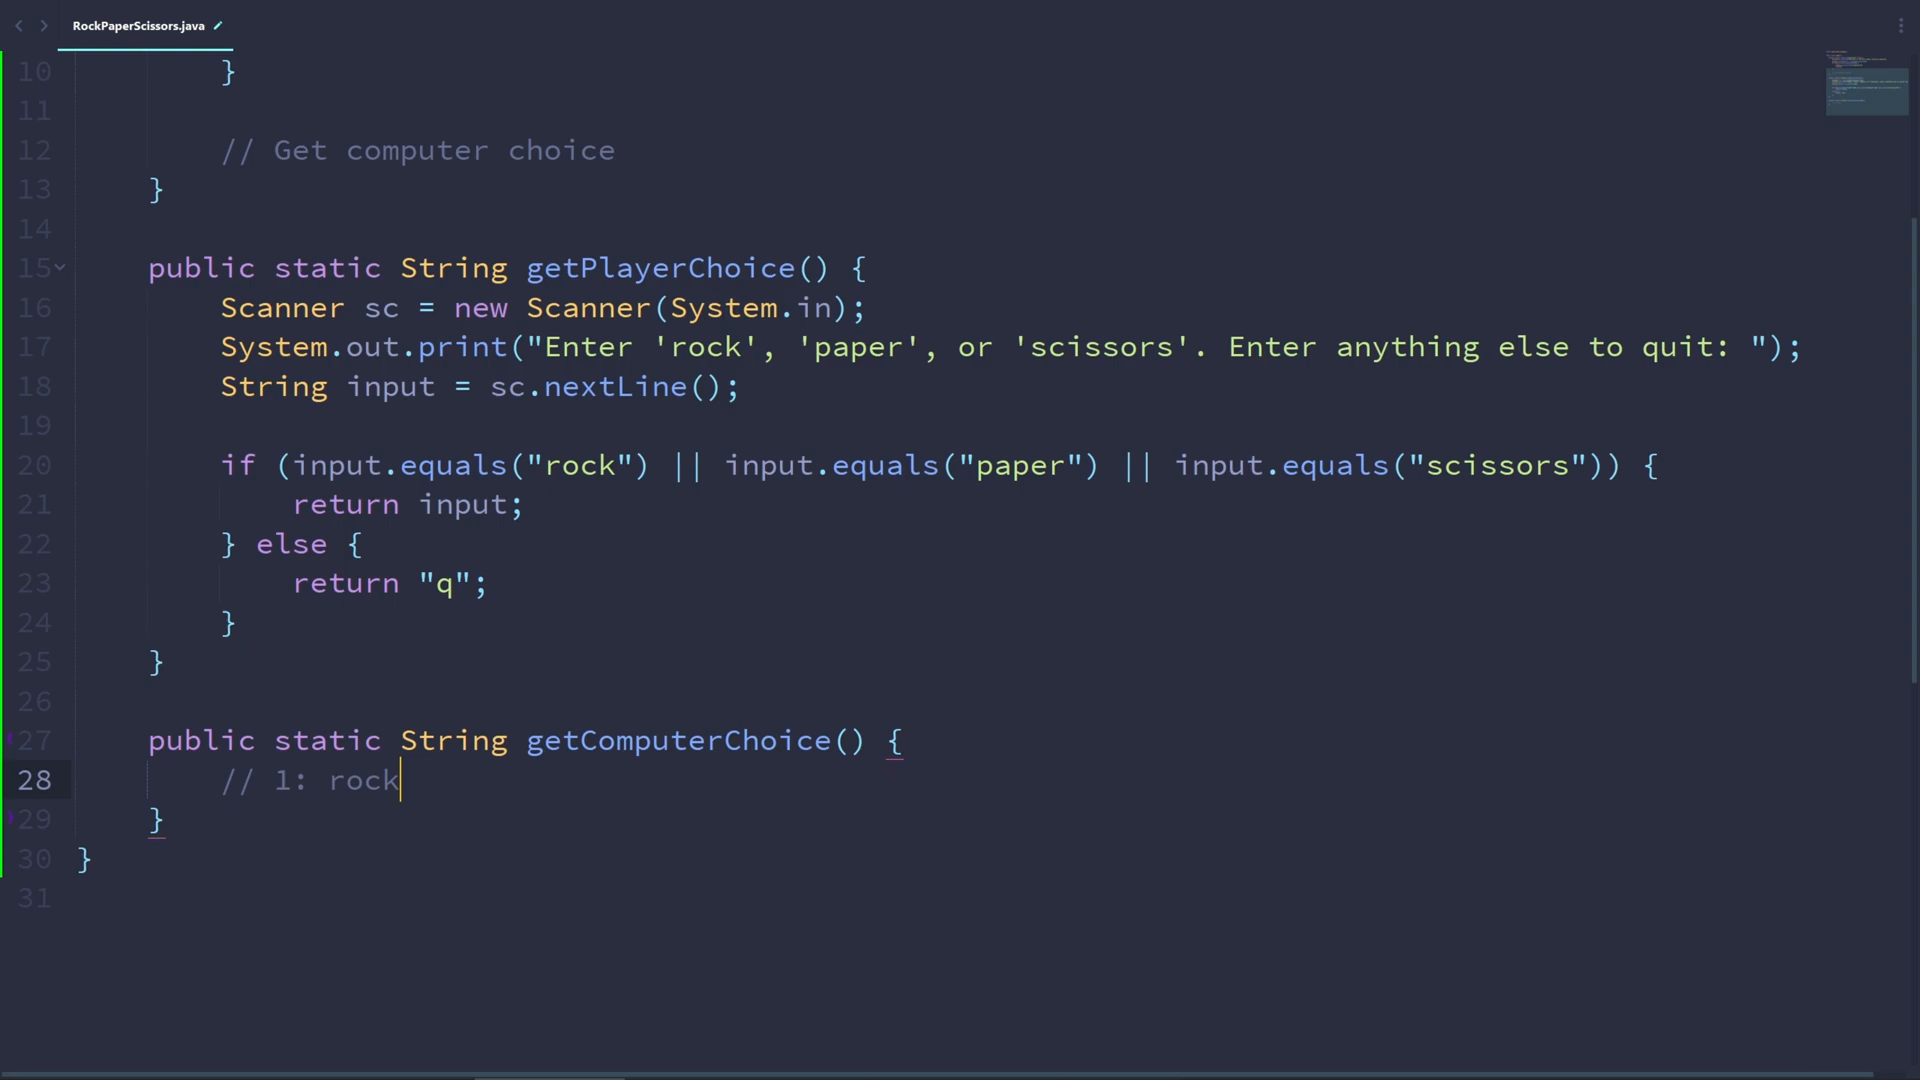 RockPaperScissors.java
10 }
11
12 // Get computer choice
13 }
14
15 public static String getPlayerChoice() {
16 Scanner sc = new Scanner(System.in);
17 System.out.print("Enter 'rock', 'paper', or 'scissors'. Enter anything else to quit: ");
18 String input = sc.nextLine();
19
20 if (input.equals("rock") || input.equals("paper") || input.equals("scissors")) {
21 return input;
22 } else {
23 return "q";
24 }
25 }
26
27 public static String getComputerChoice() {
28 // 1: rock
29 }
30 }
31